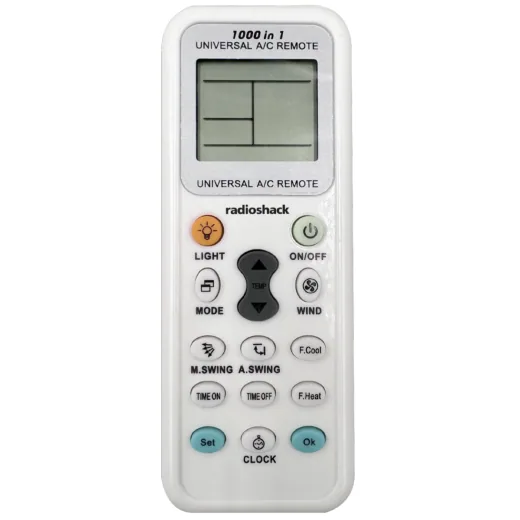 1000 in 1
UNIVERSAL A/C REMOTE
UNIVERSAL A/C REMOTE
radioshack
LIGHT
ON/OFF
TEMP
MODE
WIND
F.Cool
M.SWING
A.SWING
TIME ON
TIME OFF
F.Heat
Set
Ok
CLOCK